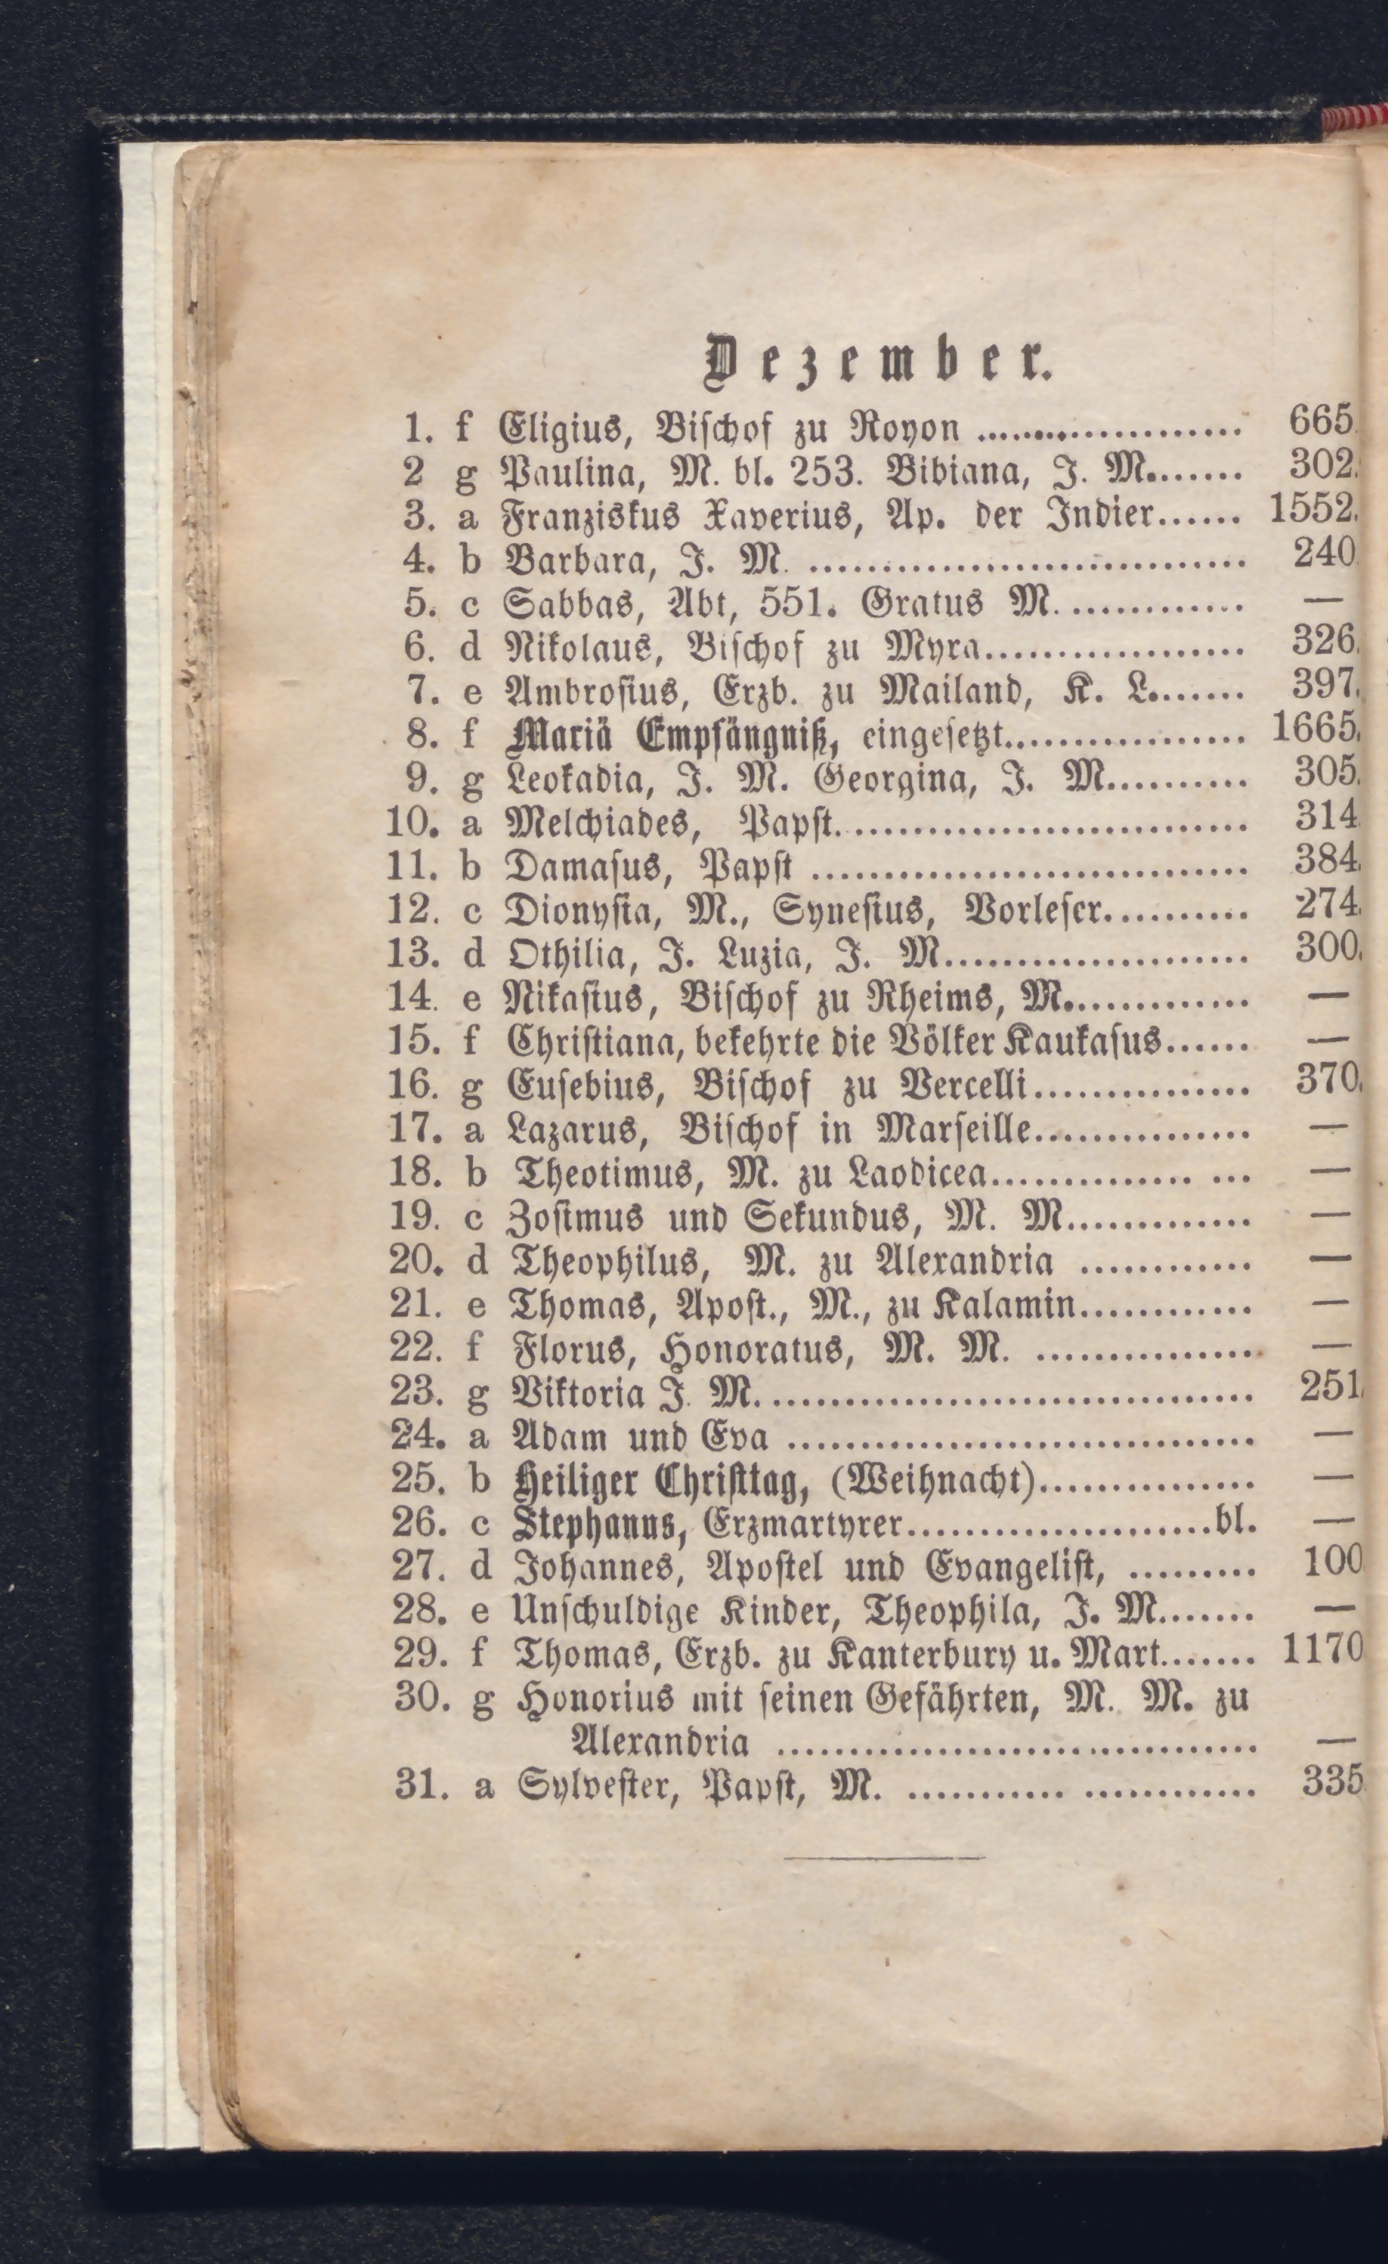 Dezember.
1. f Eligius, Bischof zu Royon .................... 665.
2 g Paulina, M. bl. 253. Bibiana, J. M....... 302.
3. a Franziskus Xaverius, Ap. der Indier...... 1552.
4. b Barbara, J. M. ............................... 240.
5. c Sabbas, Abt, 551. Gratus M. ............ —
6. d Nikolaus, Bischof zu Myra.................. 326.
7. e Ambrosius, Erzb. zu Mailand, K. L....... 397.
8. f Mariä Empfängniß, eingesetzt................. 1665.
9. g Leokadia, J. M. Georgina, J. M.......... 305.
10. a Melchiades, Papst............................. 314.
11. b Damasus, Papst .............................. 384.
12. c Dionysia, M., Synesius, Vorleser.......... 274.
13. d Othilia, J. Luzia, J. M..................... 300.
14. e Nikasius, Bischof zu Rheims, M............. —
15. f Christiana, bekehrte die Völker Kaukasus...... —
16. g Eusebius, Bischof zu Vercelli............... 370.
17. a Lazarus, Bischof in Marseille............... —
18. b Theotimus, M. zu Laodicea.............. ... —
19. c Zosimus und Sekundus, M. M............. —
20. d Theophilus, M. zu Alexandria ............ —
21. e Thomas, Apost., M., zu Kalamin............ —
22. f Florus, Honoratus, M. M. ................ —
23. g Viktoria J. M. ................................. 251.
24. a Adam und Eva ................................ —
25. b Heiliger Christtag, (Weihnacht)............... —
26. c Stephanus, Erzmartyrer.....................bl. —
27. d Johannes, Apostel und Evangelist, ......... 100
28. e Unschuldige Kinder, Theophila, J. M....... —
29. f Thomas, Erzb. zu Kanterbury u. Mart....... 1170
30. g Honorius mit seinen Gefährten, M. M. zu
Alexandria ................................. —
31. a Sylvester, Papst, M. ........... ............ 335